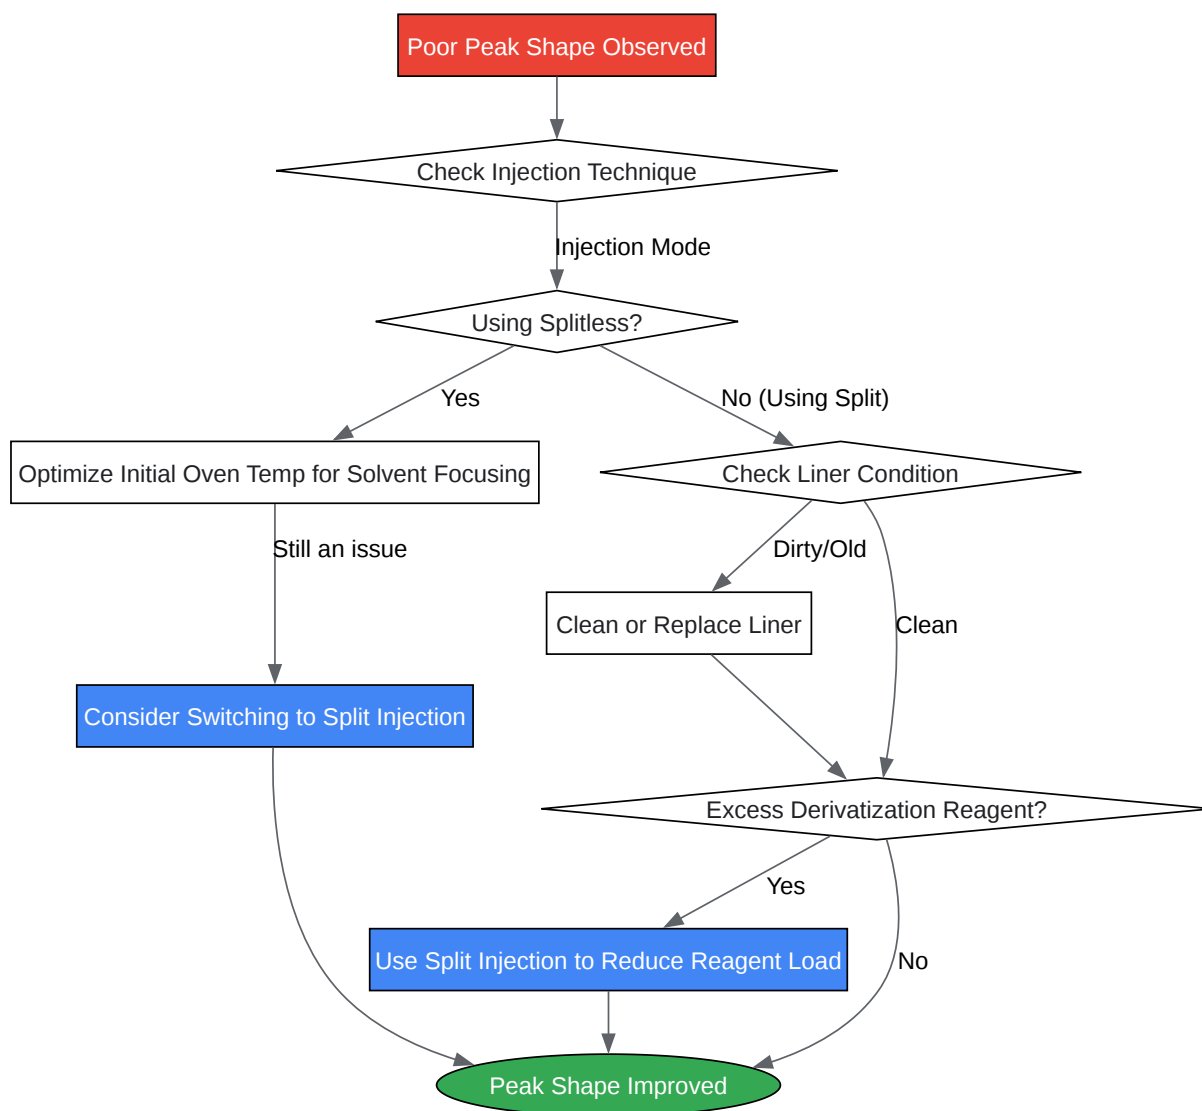 Poor Peak Shape Observed
Check Injection Technique
Injection Mode
Using Splitless?
Yes
No (Using Split)
Optimize Initial Oven Temp for Solvent Focusing
Check Liner Condition
Still an issue
Dirty/Old
Clean or Replace Liner
Clean
Consider Switching to Split Injection
Excess Derivatization Reagent?
Yes
Use Split Injection to Reduce Reagent Load
No
Peak Shape Improved